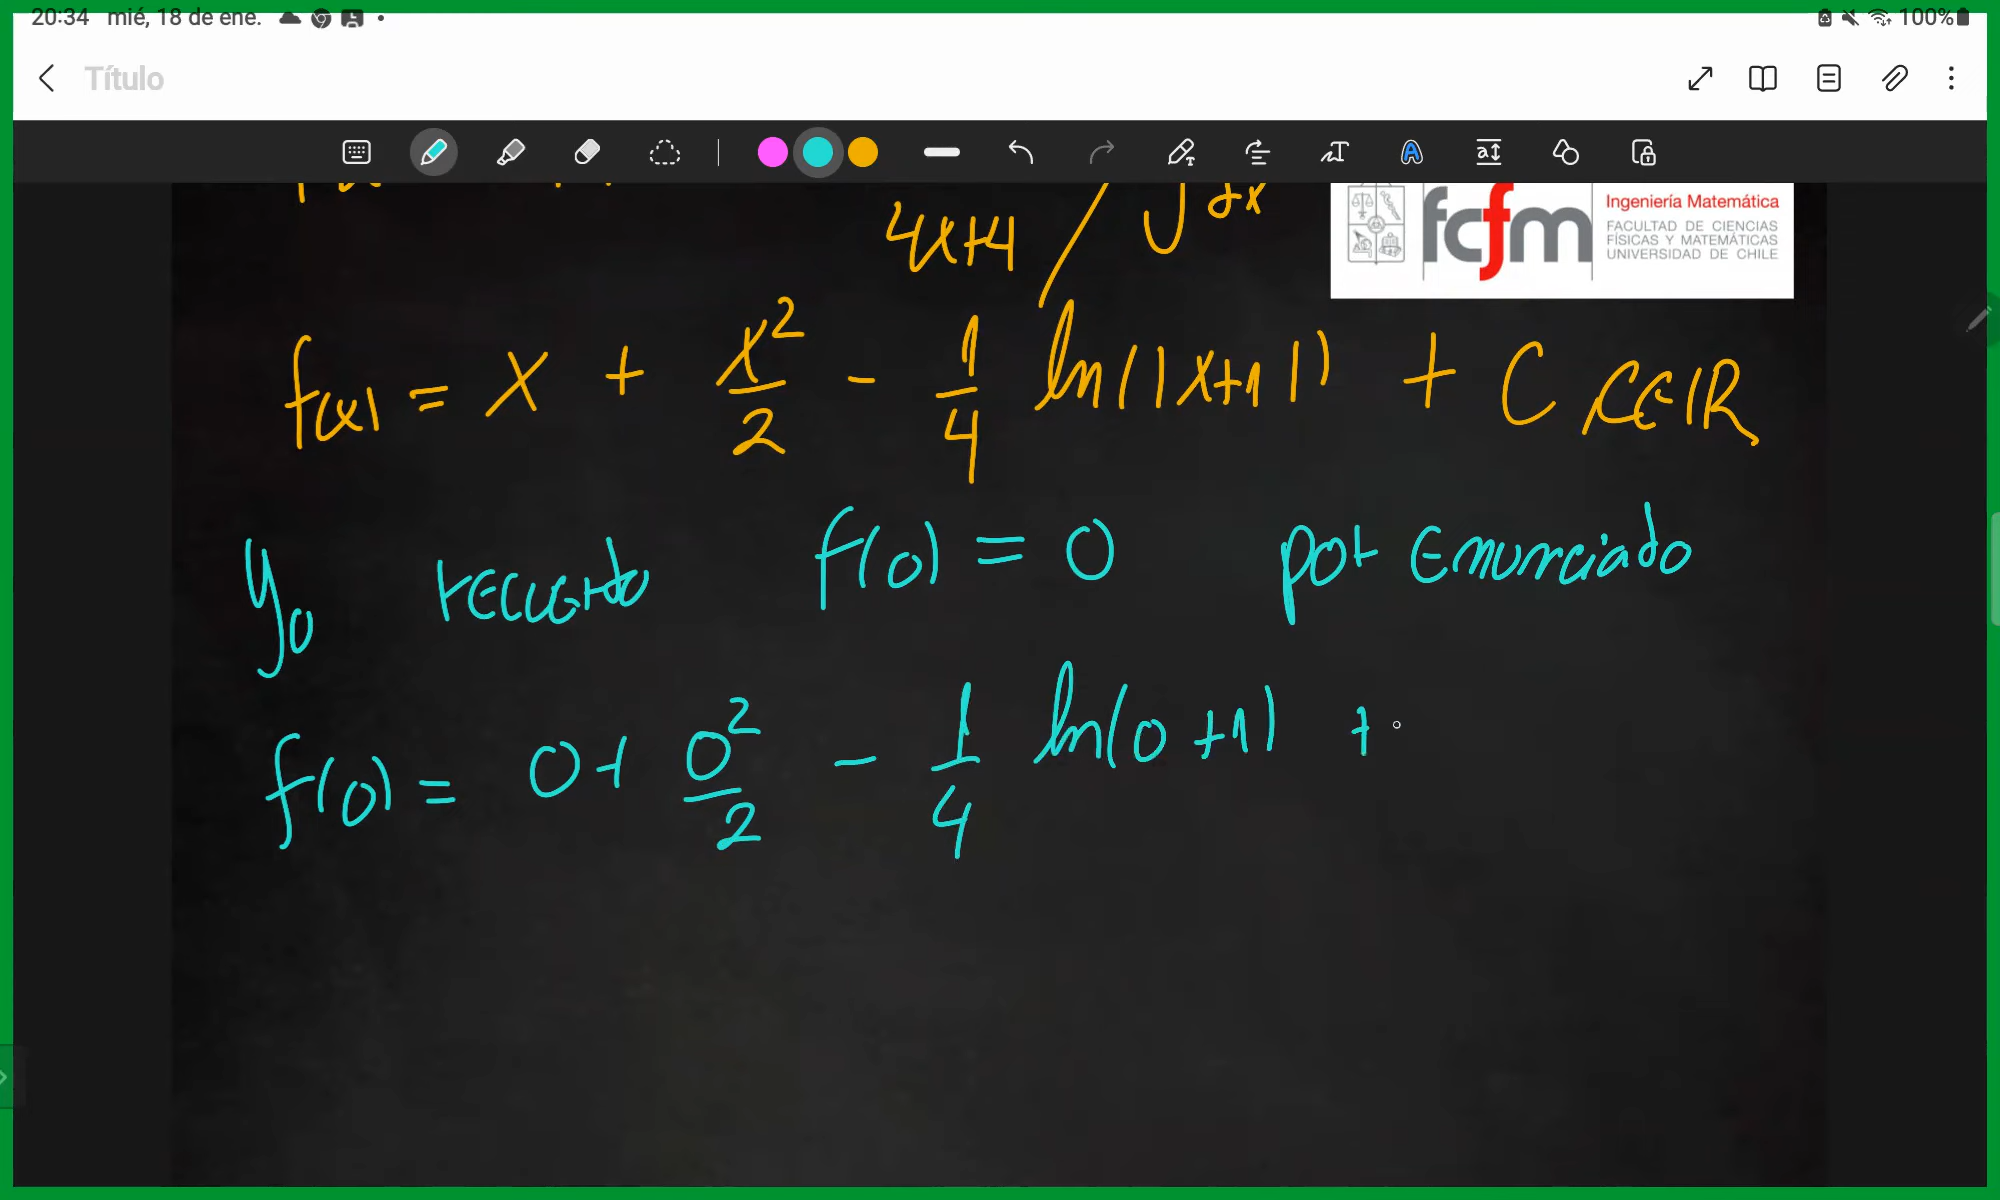 20:34 mié, 18 de ene. 100%
Título
4x+4 / ∫ dx
fcfm Ingeniería Matemática
FACULTAD DE CIENCIAS
FÍSICAS Y MATEMÁTICAS
UNIVERSIDAD DE CHILE
f(x) = x + x²/2 - 1/4 ln(|x+1|) + C C∈ℝ
yo recuerdo f(0) = 0 por Enunciado
f(0) = 0+ 0²/2 - 1/4 ln(0+1) +